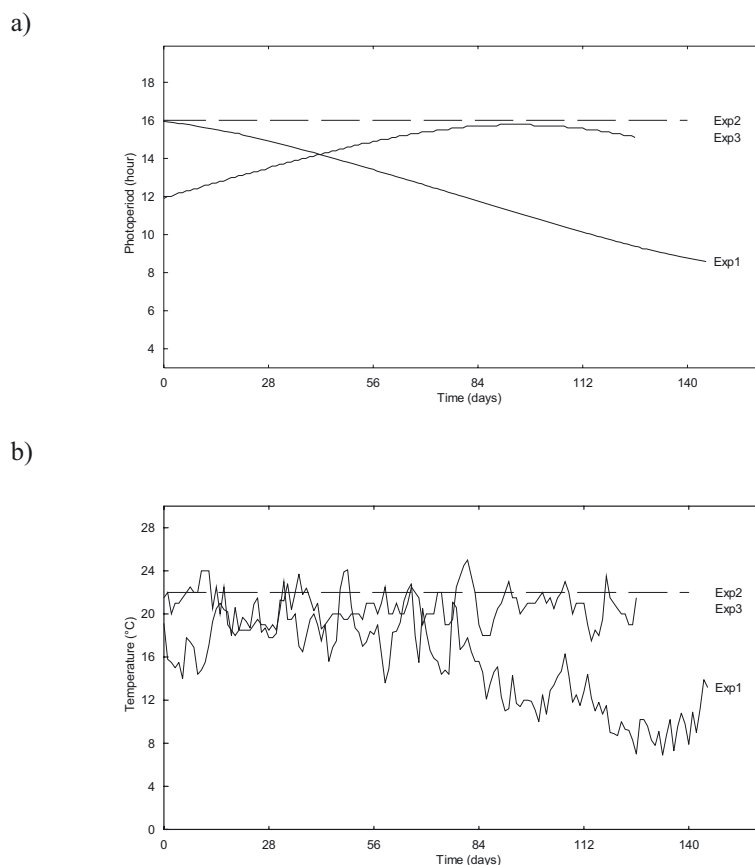 a)
18
16
14
12
10
8
6
4
Photoperiod (hour)
Exp2
Exp3
Exp1
0 28 56 84 112 140
Time (days)
b)
28
24
20
16
12
8
4
0
Temperature (°C)
Exp2
Exp3
Exp1
0 28 56 84 112 140
Time (days)